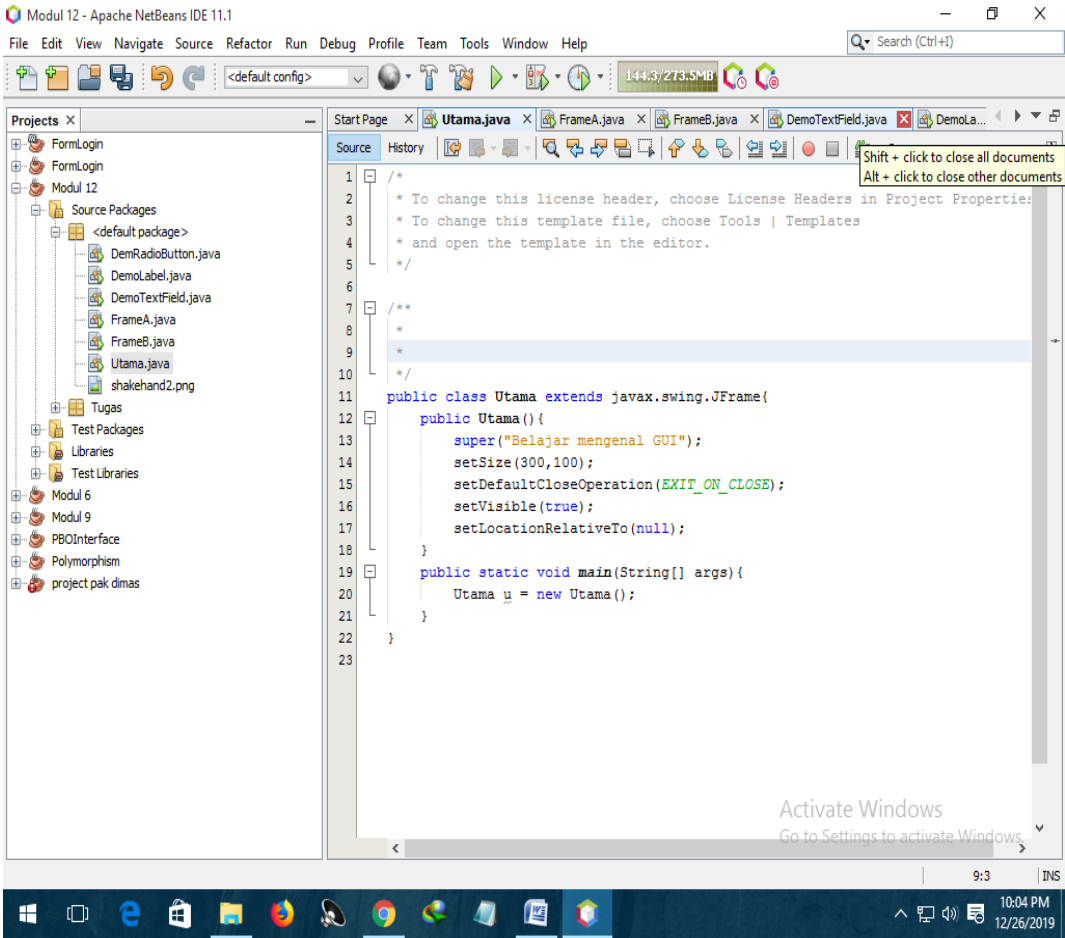 Modul 12 - Apache NetBeans IDE 11.1
File Edit View Navigate Source Refactor Run Debug Profile Team Tools Window Help
Search (Ctrl+I)
<default config>
144.3/273.5MB
Projects
FormLogin
FormLogin
Modul 12
Source Packages
<default package>
DemRadioButton.java
DemoLabel.java
DemoTextField.java
FrameA.java
FrameB.java
Utama.java
shakehand2.png
Tugas
Test Packages
Libraries
Test Libraries
Modul 6
Modul 9
PBOInterface
Polymorphism
project pak dimas
Start Page Utama.java FrameA.java FrameB.java DemoTextField.java DemoLa...
Source History
Shift + click to close all documents
Alt + click to close other documents
1 /*
2 * To change this license header, choose License Headers in Project Properties
3 * To change this template file, choose Tools | Templates
4 * and open the template in the editor.
5 */
6
7 /**
8 *
9 *
10 */
11 public class Utama extends javax.swing.JFrame{
12 public Utama(){
13 super("Belajar mengenal GUI");
14 setSize(300,100);
15 setDefaultCloseOperation(EXIT_ON_CLOSE);
16 setVisible(true);
17 setLocationRelativeTo(null);
18 }
19 public static void main(String[] args){
20 Utama u = new Utama();
21 }
22 }
23
Activate Windows
Go to Settings to activate Windows.
9:3 INS
10:04 PM
12/26/2019